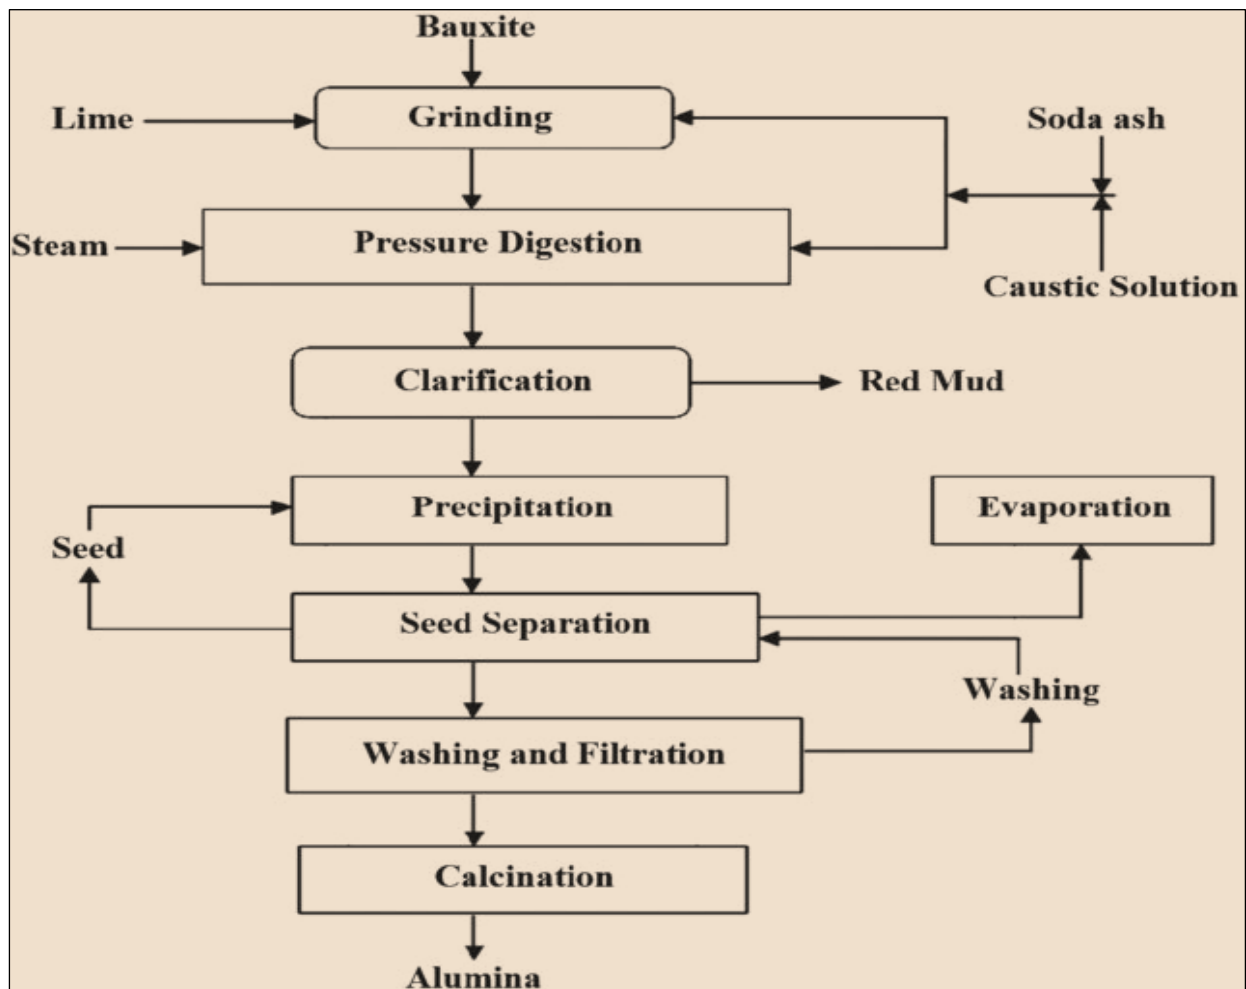 Bauxite
Lime
Grinding
Soda ash
Steam
Pressure Digestion
Caustic Solution
Clarification
Red Mud
Precipitation
Evaporation
Seed
Seed Separation
Washing
Washing and Filtration
Calcination
Alumina